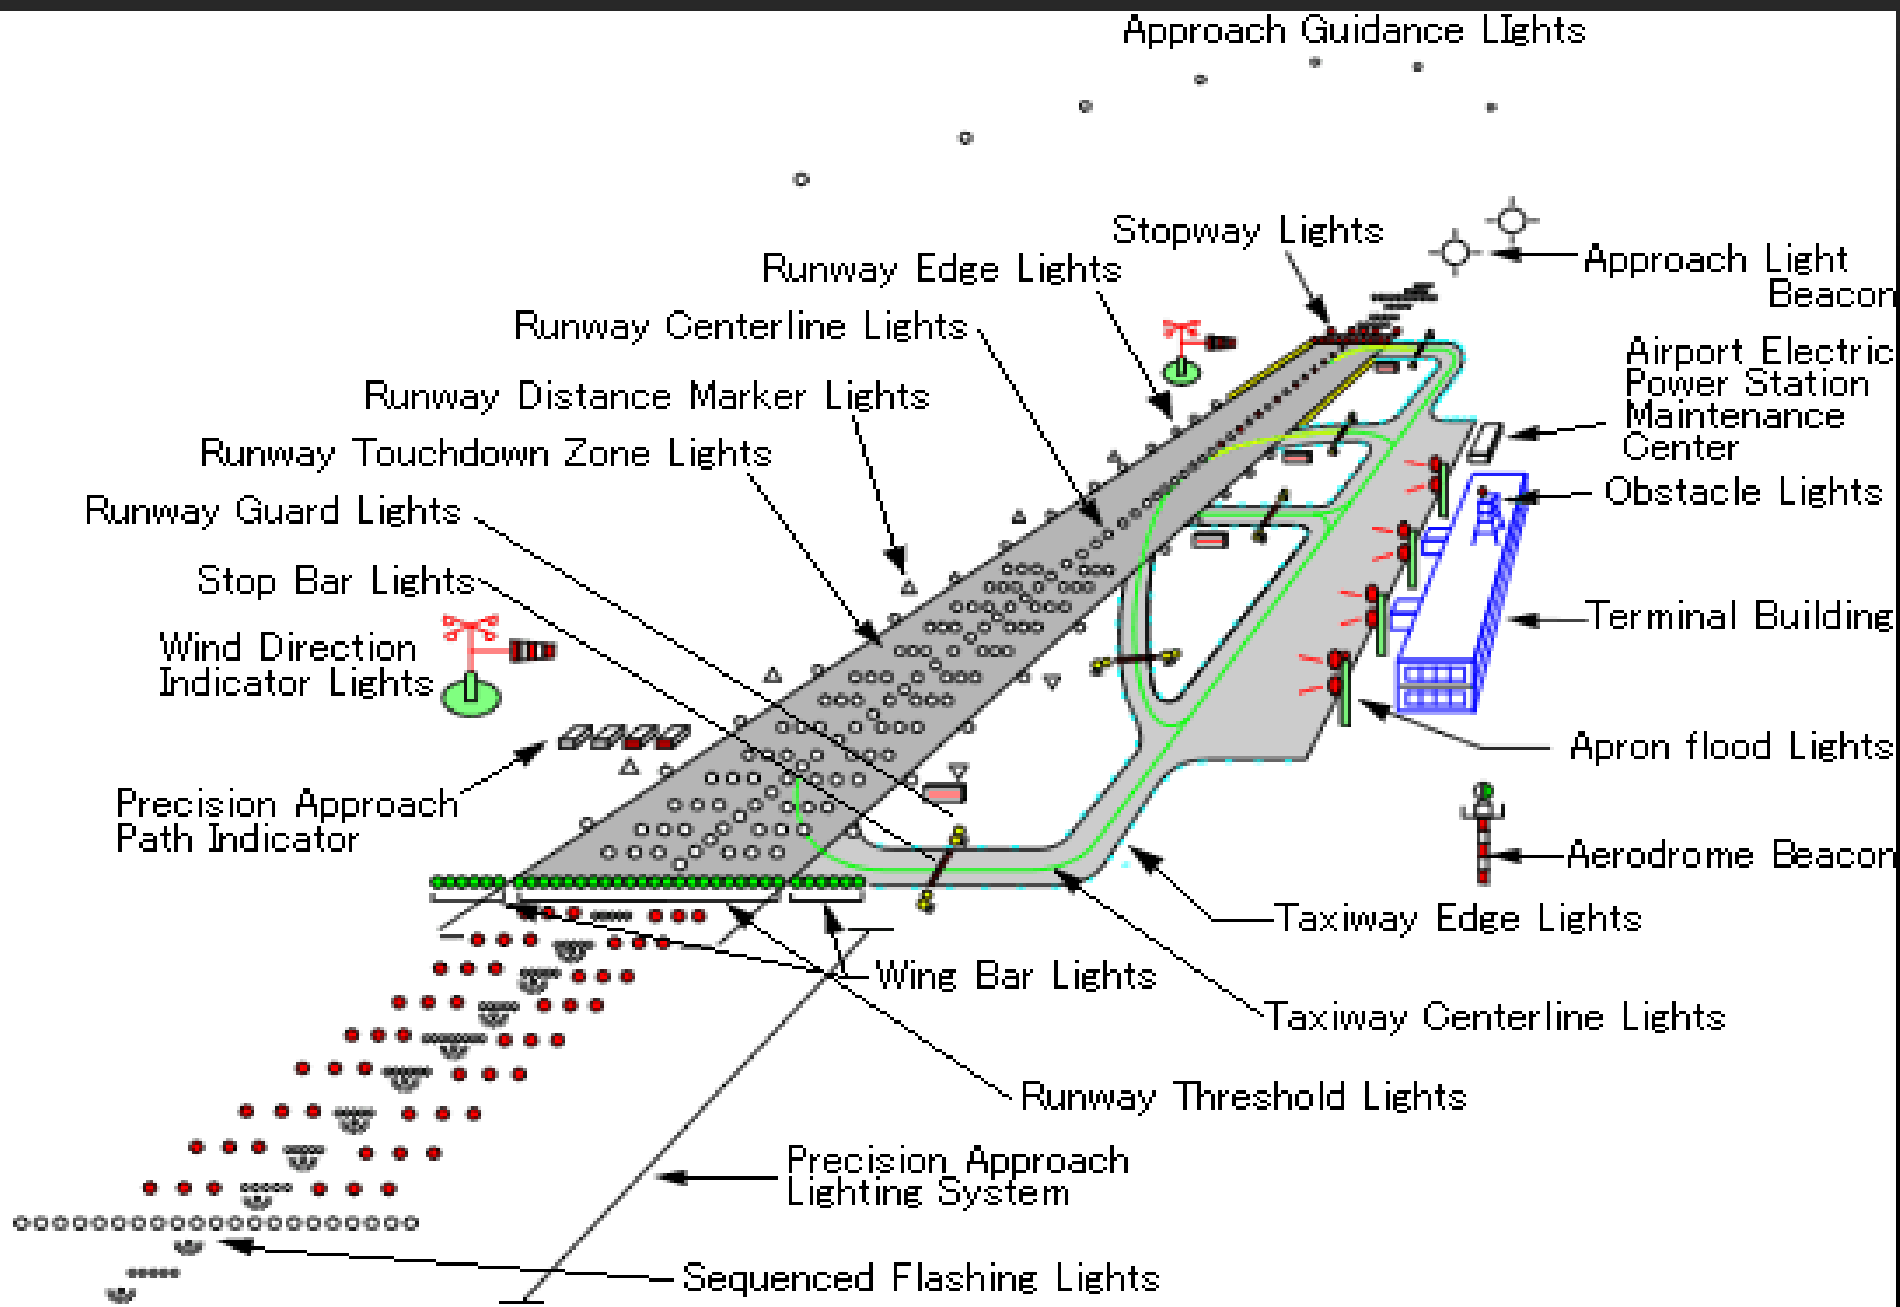 Approach Guidance LIghts
Stopway Lights
Runway Edge Lights
Approach Light
Beacon
Runway Centerline Lights
Airport Electric
Power Station
Maintenance
Center
Runway Distance Marker Lights
Runway Touchdown Zone Lights
Obstacle Lights
Runway Guard Lights
Stop Bar Lights
Terminal Building
Wind Direction
Indicator Lights
Apron flood Lights
Precision Approach
Path Indicator
Aerodrome Beacon
Taxiway Edge Lights
Wing Bar Lights
Taxiway Centerline Lights
Runway Threshold Lights
Precision Approach
Lighting System
Sequenced Flashing Lights